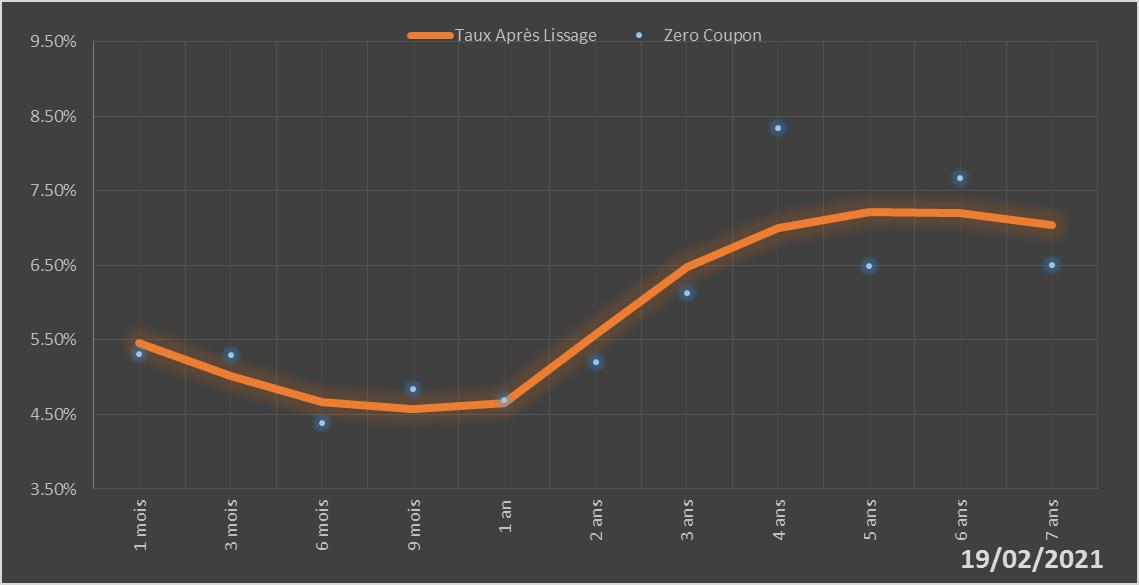 Taux Après Lissage Zero Coupon
9.50%
8.50%
7.50%
6.50%
5.50%
4.50%
3.50%
1 mois
3 mois
6 mois
9 mois
1 an
2 ans
3 ans
4 ans
5 ans
6 ans
7 ans
19/02/2021